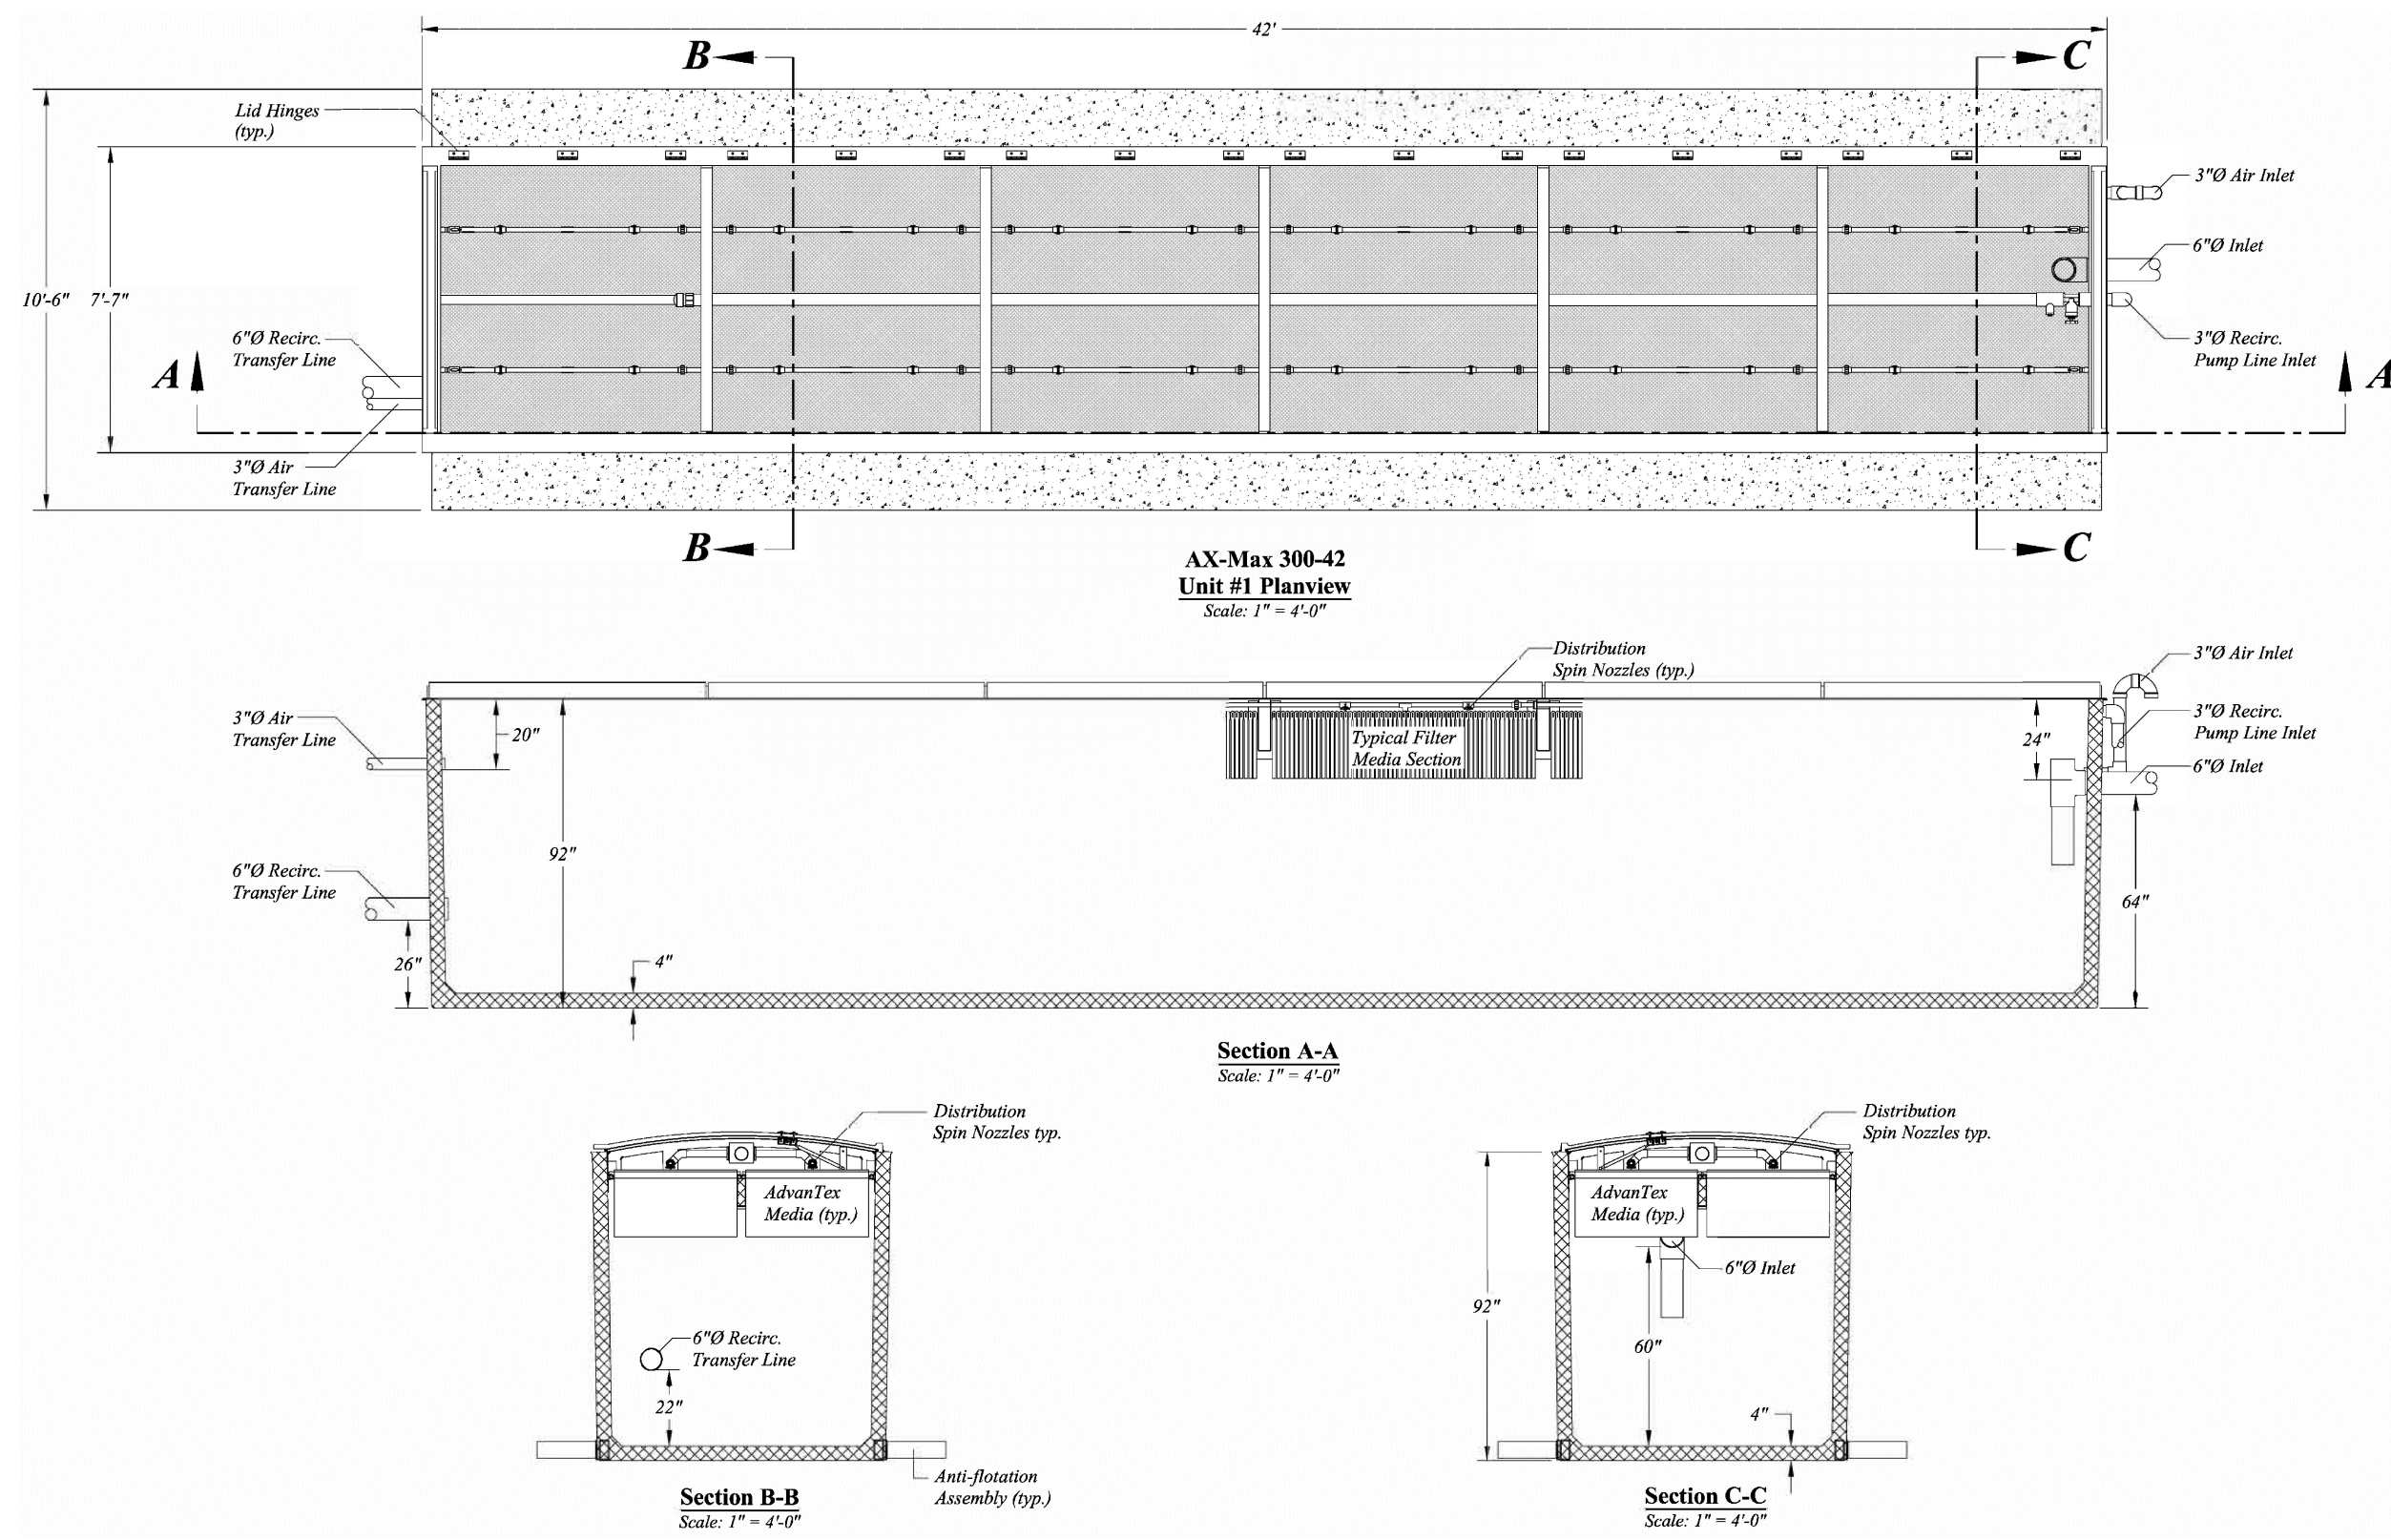 42'
B
C
Lid Hinges
(typ.)
3"Ø Air Inlet
6"Ø Inlet
10'-6"
7'-7"
6"Ø Recirc.
Transfer Line
3"Ø Recirc.
Pump Line Inlet
A
A
3"Ø Air
Transfer Line
B
C
AX-Max 300-42
Unit #1 Planview
Scale: 1" = 4'-0"
Distribution
Spin Nozzles (typ.)
3"Ø Air Inlet
3"Ø Air
Transfer Line
20"
Typical Filter
Media Section
24"
3"Ø Recirc.
Pump Line Inlet
6"Ø Inlet
92"
6"Ø Recirc.
Transfer Line
64"
26"
4"
Section A-A
Scale: 1" = 4'-0"
Distribution
Spin Nozzles typ.
AdvanTex
Media (typ.)
6"Ø Recirc.
Transfer Line
22"
Anti-flotation
Assembly (typ.)
Section B-B
Scale: 1" = 4'-0"
Distribution
Spin Nozzles typ.
AdvanTex
Media (typ.)
6"Ø Inlet
92"
60"
4"
Section C-C
Scale: 1" = 4'-0"